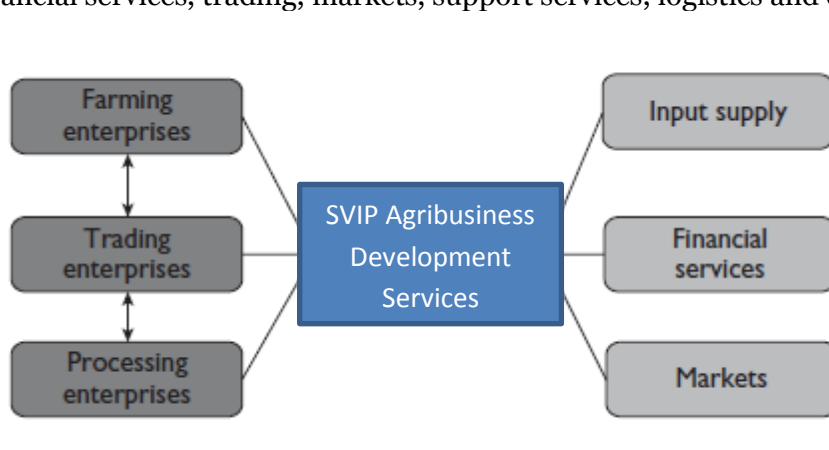 financial services, trading, markets, support services, logistics and
Farming
enterprises
Trading
enterprises
Processing
enterprises
SVIP Agribusiness
Development
Services
Input supply
Financial
services
Markets